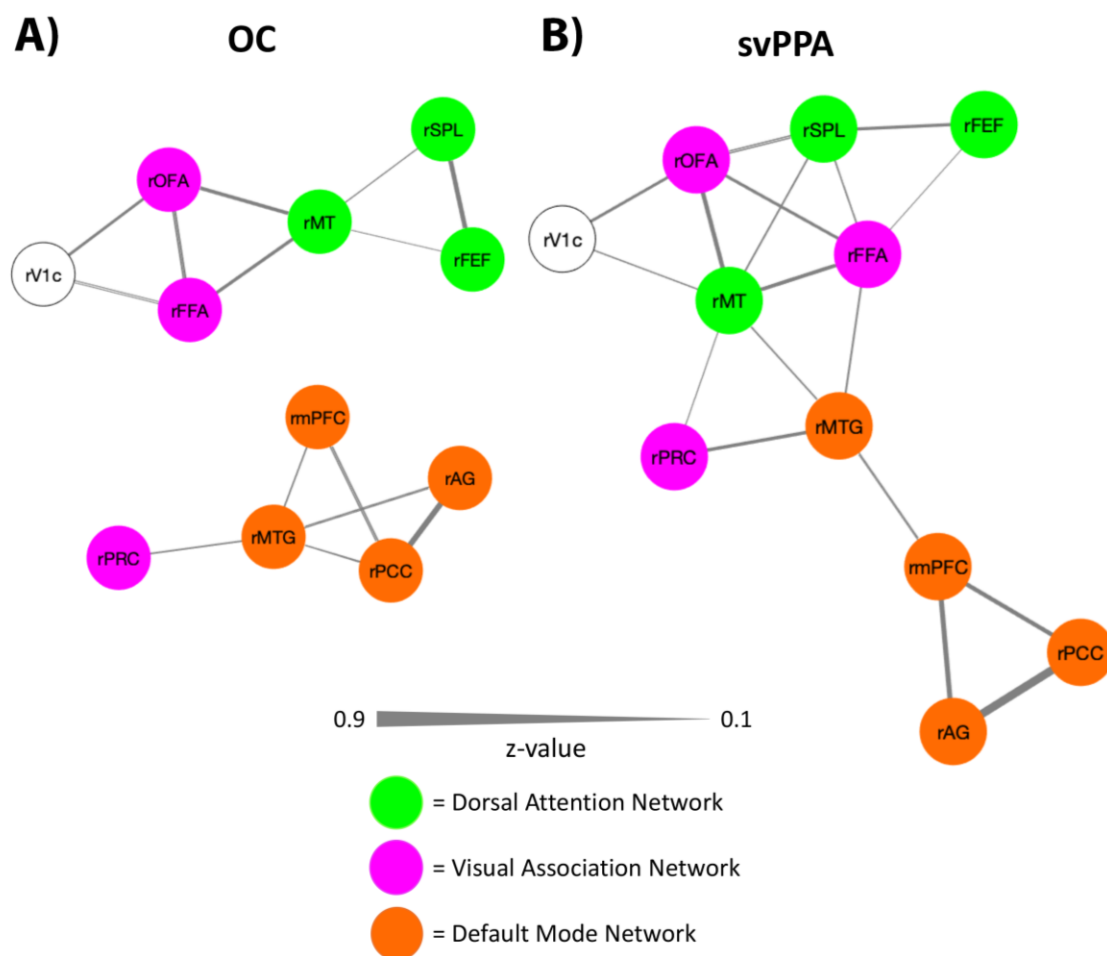 A)
OC
rSPL
rOFA
rMT
rFEF
rV1c
rFFA
rmPFC
rAG
rMTG
rPRC
rPCC
B)
svPPA
rSPL
rFEF
rOFA
rV1c
rFFA
rMT
rMTG
rPRC
rmPFC
rPCC
rAG
0.9 0.1
z-value
= Dorsal Attention Network
= Visual Association Network
= Default Mode Network